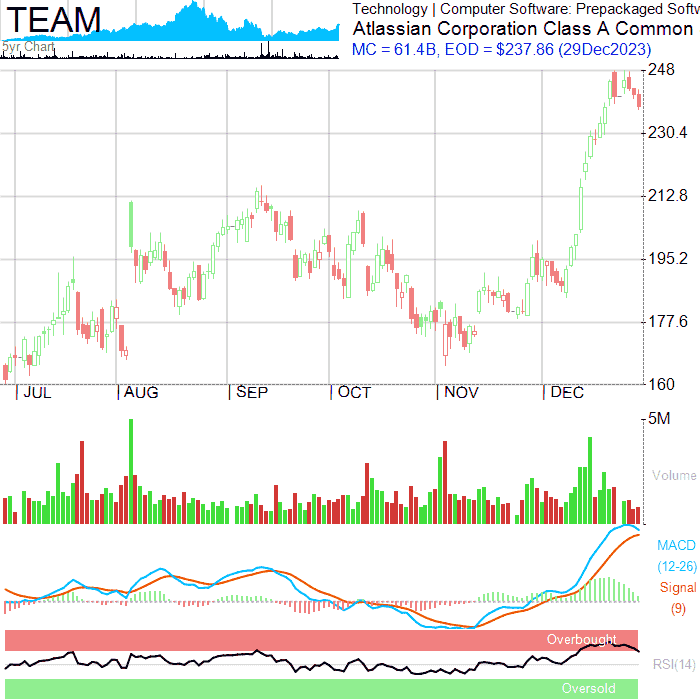 TEAM
5yr Chart
Technology | Computer Software: Prepackaged Softw
Atlassian Corporation Class A Common
MC = 61.4B, EOD = $237.86 (29Dec2023)
248
230.4
212.8
195.2
177.6
160
JUL AUG SEP OCT NOV DEC
5M
Volume
MACD
(12-26)
Signal
(9)
Overbought
RSI(14)
Oversold